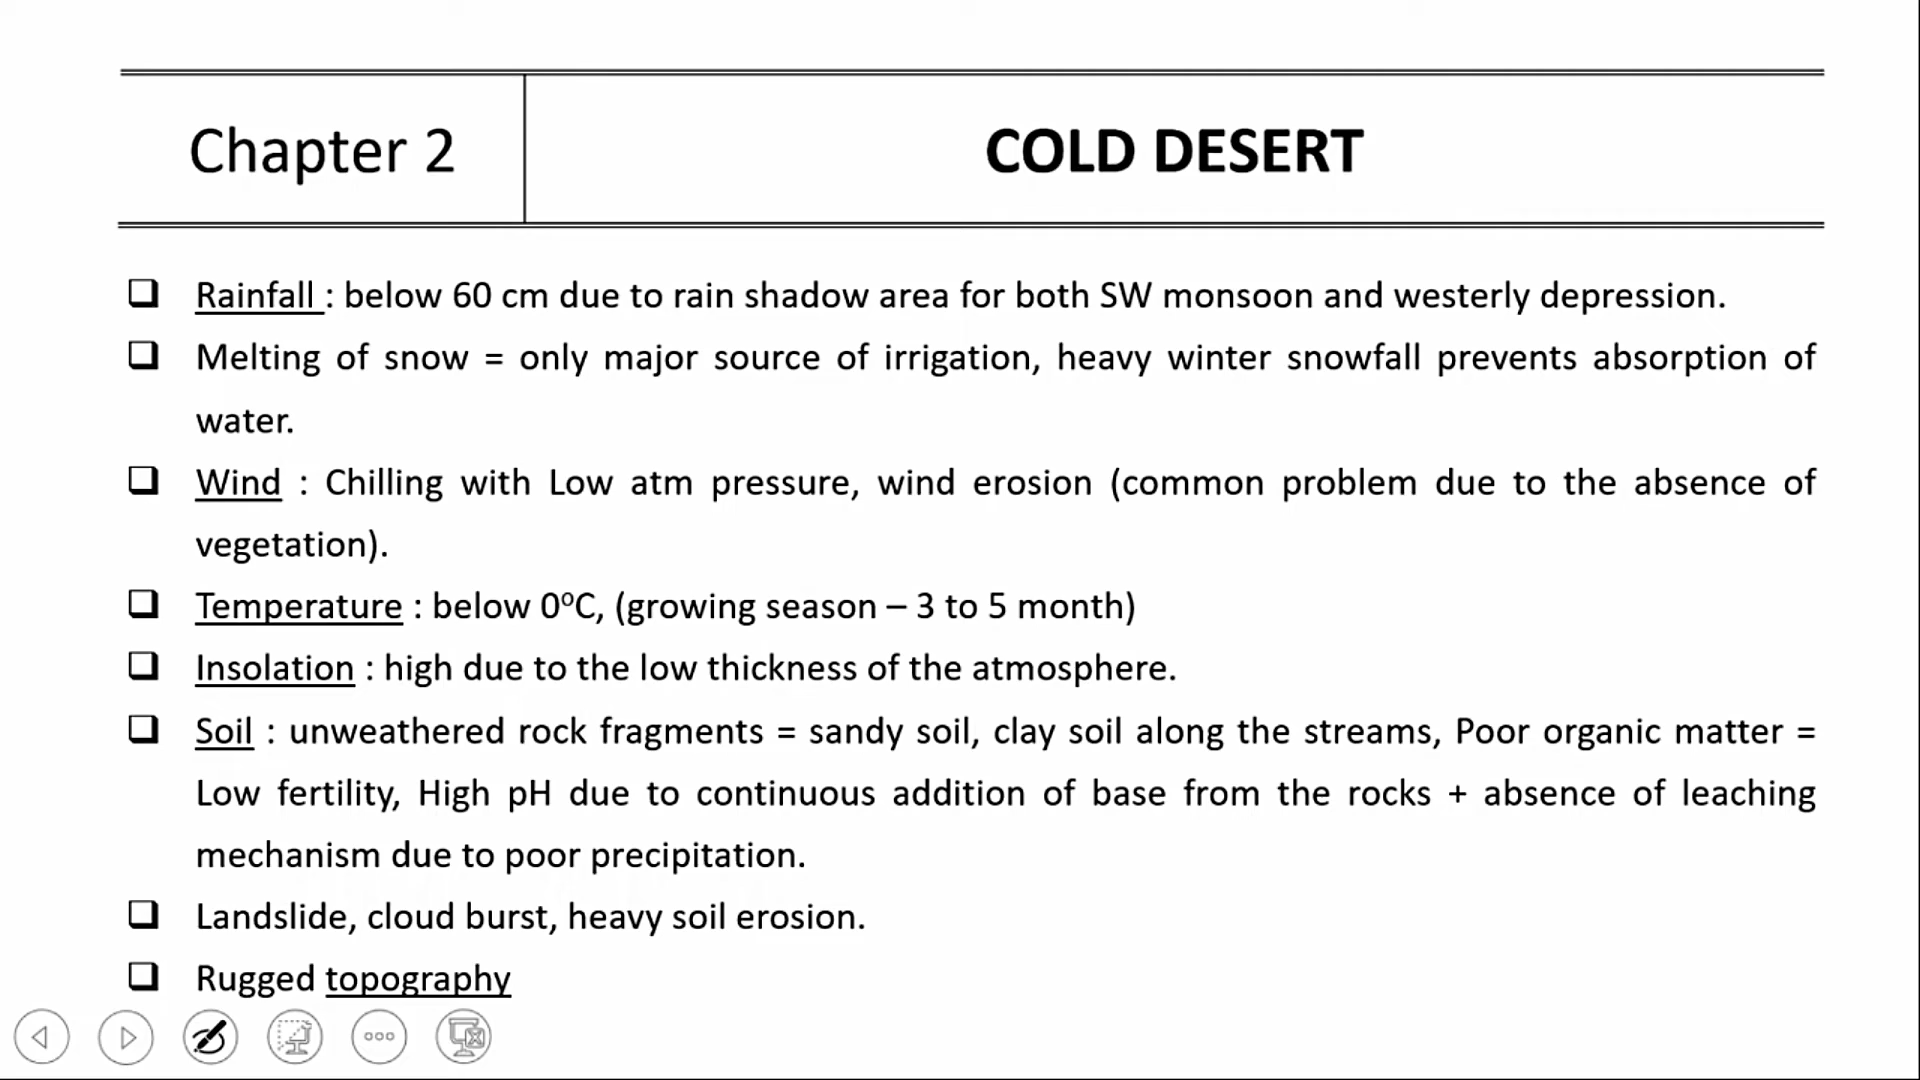 Chapter 2
COLD DESERT
❑ Rainfall : below 60 cm due to rain shadow area for both SW monsoon and westerly depression.
❑ Melting of snow = only major source of irrigation, heavy winter snowfall prevents absorption of
water.
❑ Wind : Chilling with Low atm pressure, wind erosion (common problem due to the absence of
vegetation).
❑ Temperature : below 0⁰C, (growing season – 3 to 5 month)
❑ Insolation : high due to the low thickness of the atmosphere.
❑ Soil : unweathered rock fragments = sandy soil, clay soil along the streams, Poor organic matter =
Low fertility, High pH due to continuous addition of base from the rocks + absence of leaching
mechanism due to poor precipitation.
❑ Landslide, cloud burst, heavy soil erosion.
❑ Rugged topography